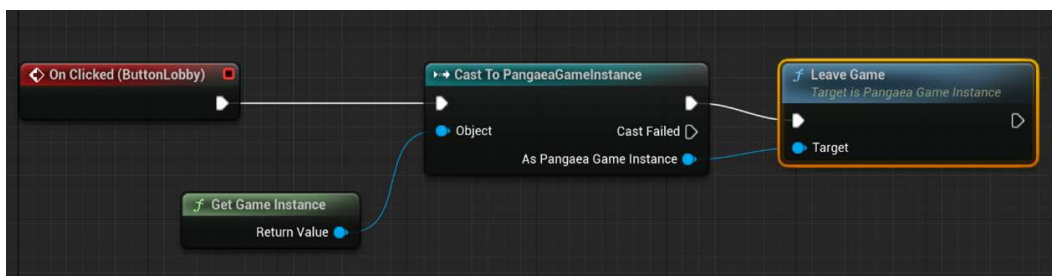 On Clicked (ButtonLobby)
Cast To PangaeaGameInstance
Object
Cast Failed
As Pangaea Game Instance
f Leave Game
Target is Pangaea Game Instance
Target
f Get Game Instance
Return Value